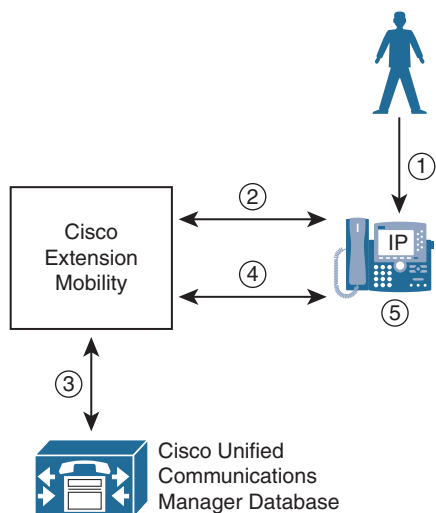 1
2
Cisco
Extension
Mobility
IP
4
5
3
Cisco Unified
Communications
Manager Database